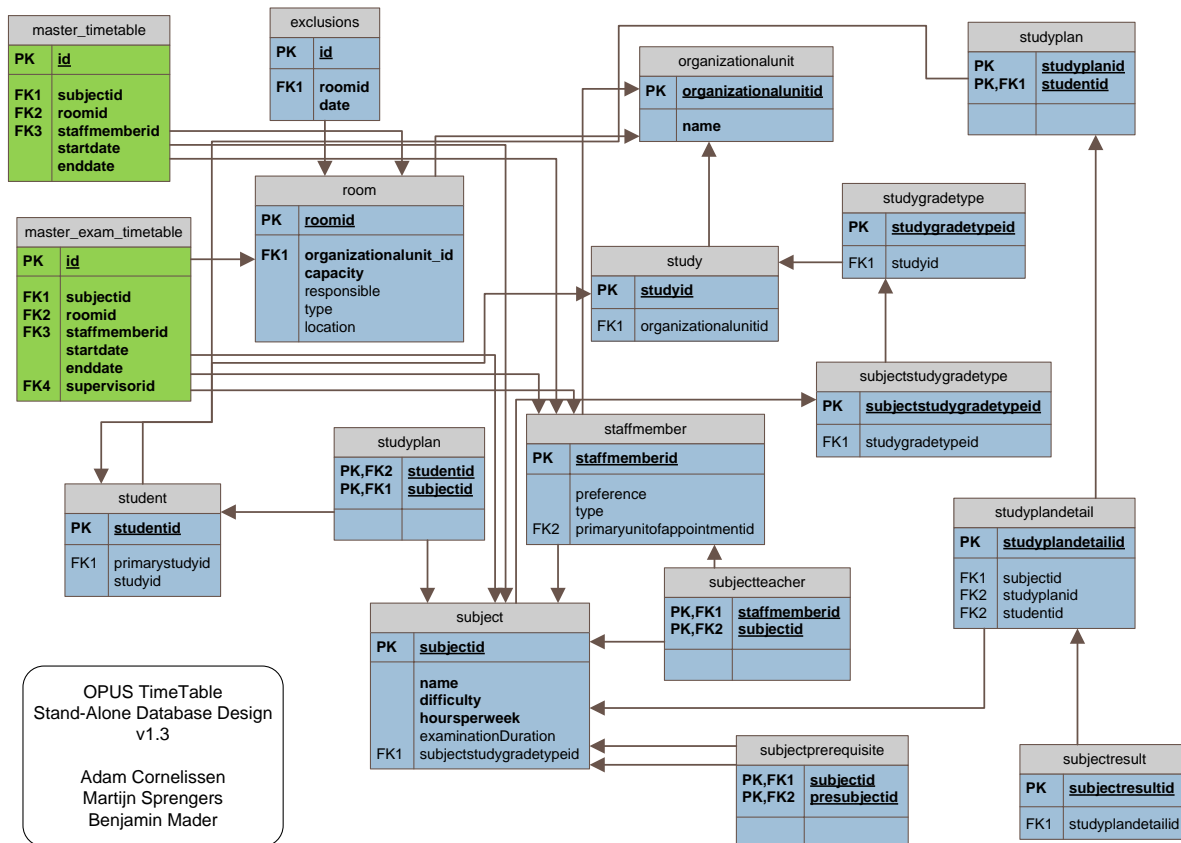 master_timetable
PK id
FK1 subjectid
FK2 roomid
FK3 staffmemberid
startdate
enddate
exclusions
PK id
FK1 roomid
date
organizationalunit
PK organizationalunitid
name
studyplan
PK studyplanid
PK,FK1 studentid
room
PK roomid
FK1 organizationalunit_id
capacity
responsible
type
location
master_exam_timetable
PK id
FK1 subjectid
FK2 roomid
FK3 staffmemberid
startdate
enddate
FK4 supervisorid
studygradetype
PK studygradetypeid
FK1 studyid
study
PK studyid
FK1 organizationalunitid
subjectstudygradetype
PK subjectstudygradetypeid
FK1 studygradetypeid
staffmember
PK staffmemberid
preference
type
FK2 primaryunitofappointmentid
studyplan
PK,FK2 studentid
PK,FK1 subjectid
student
PK studentid
FK1 primarystudyid
studyid
studyplandetail
PK studyplandetailid
FK1 subjectid
FK2 studyplanid
FK2 studentid
subjectteacher
PK,FK1 staffmemberid
PK,FK2 subjectid
subject
PK subjectid
name
difficulty
hoursperweek
examinationDuration
FK1 subjectstudygradetypeid
subjectprerequisite
PK,FK1 subjectid
PK,FK2 presubjectid
subjectresult
PK subjectresultid
FK1 studyplandetailid
OPUS TimeTable
Stand-Alone Database Design
v1.3
Adam Cornelissen
Martijn Sprengers
Benjamin Mader